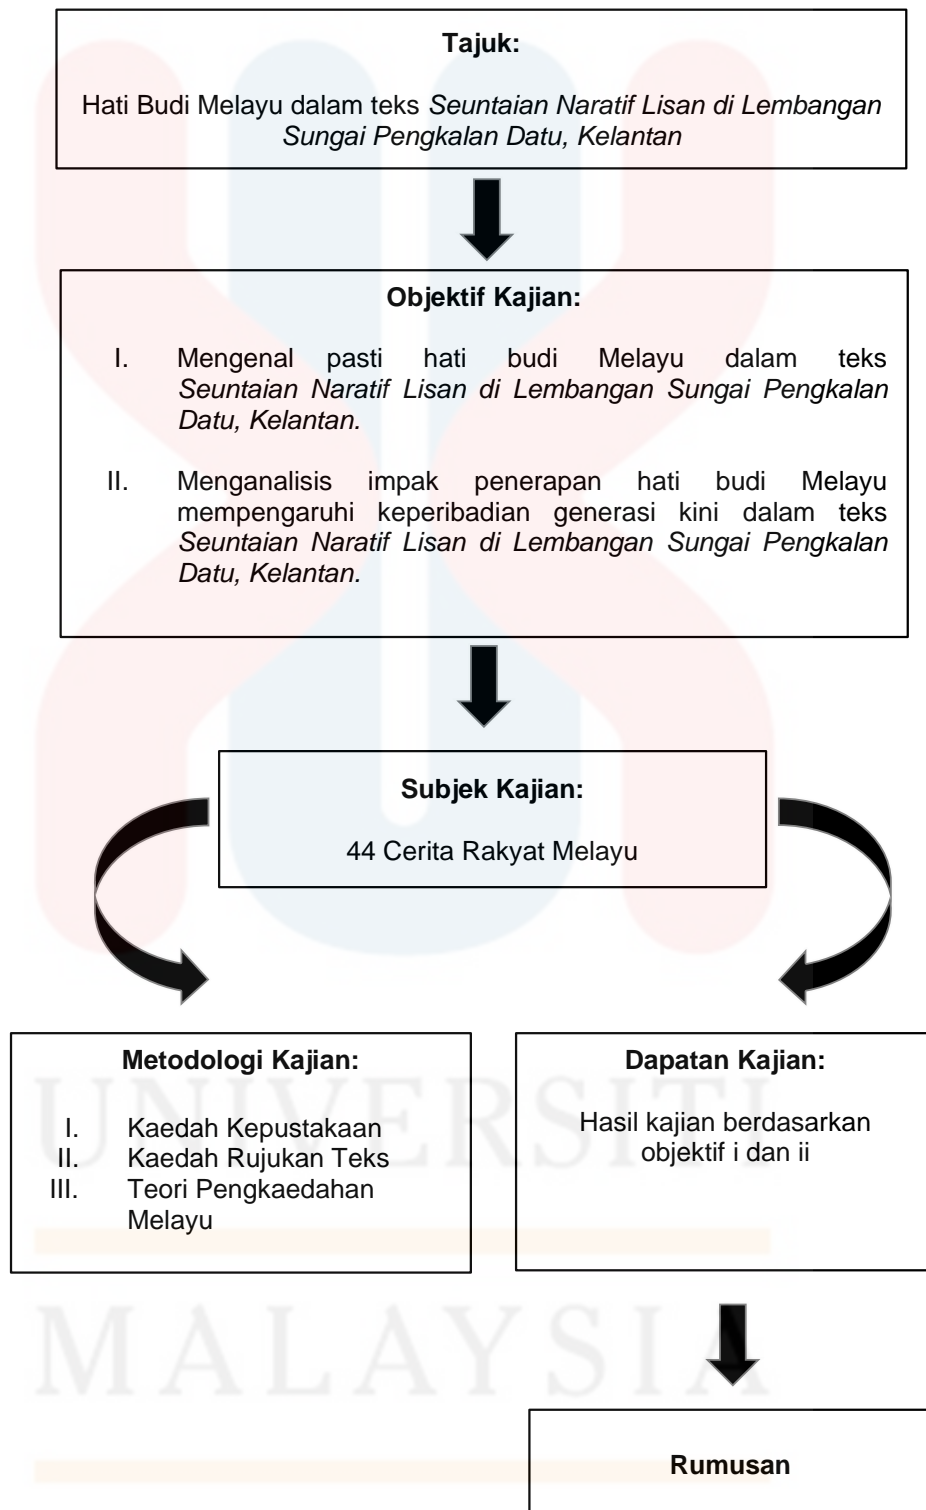 Tajuk:
Hati Budi Melayu dalam teks Seuntaian Naratif Lisan di Lembangan
Sungai Pengkalan Datu, Kelantan
Objektif Kajian:
I. Mengenal pasti hati budi Melayu dalam teks
Seuntaian Naratif Lisan di Lembangan Sungai Pengkalan
Datu, Kelantan.
II. Menganalisis impak penerapan hati budi Melayu
mempengaruhi keperibadian generasi kini dalam teks
Seuntaian Naratif Lisan di Lembangan Sungai Pengkalan
Datu, Kelantan.
Subjek Kajian:
44 Cerita Rakyat Melayu
Metodologi Kajian:
I. Kaedah Kepustakaan
II. Kaedah Rujukan Teks
III. Teori Pengkaedahan
Melayu
Dapatan Kajian:
Hasil kajian berdasarkan
objektif i dan ii
UNIVERSITI
MALAYSIA
Rumusan